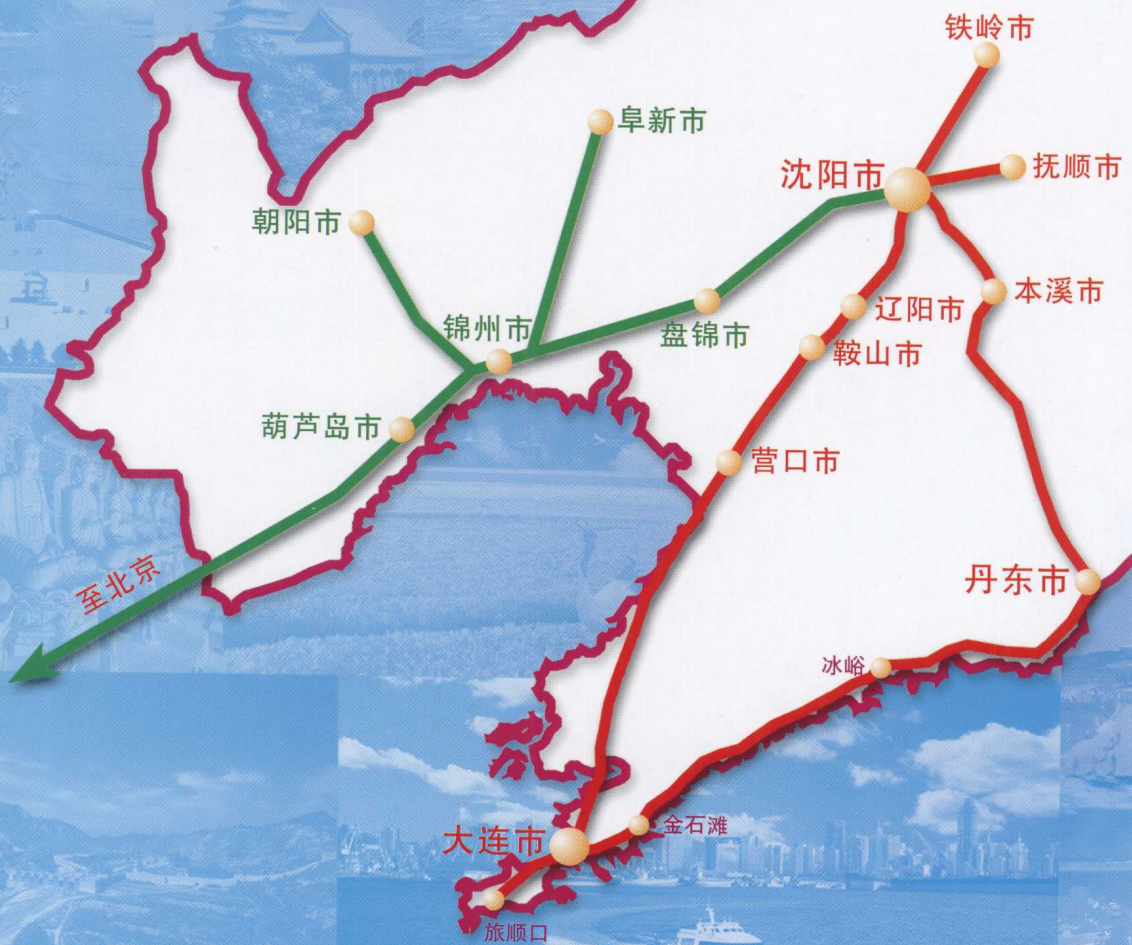 铁岭市
阜新市
沈阳市
抚顺市
朝阳市
本溪市
辽阳市
锦州市
盘锦市
鞍山市
葫芦岛市
营口市
至北京
丹东市
冰峪
大连市
金石滩
旅顺口